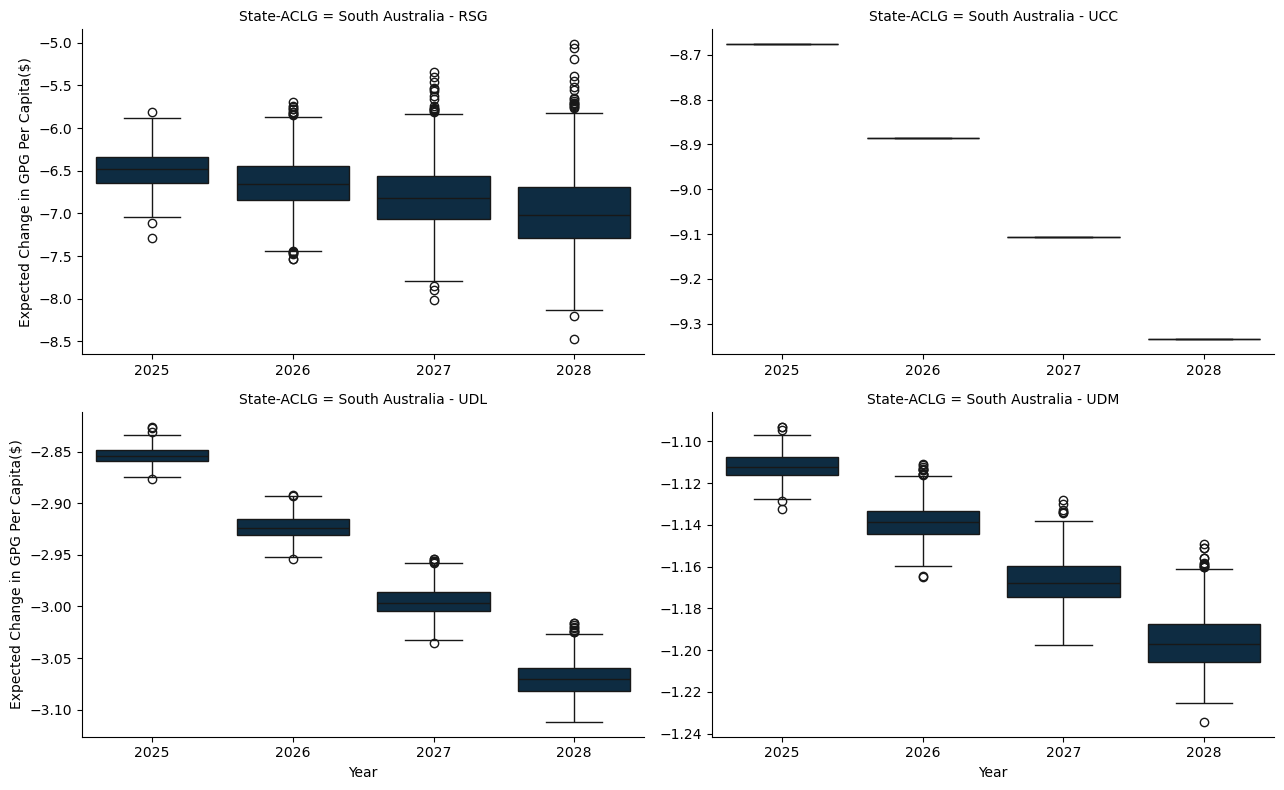 State-ACLG = South Australia - RSG
Expected Change in GPG Per Capita($)
−5.0
−5.5
−6.0
−6.5
−7.0
−7.5
−8.0
−8.5
2025 2026 2027 2028
State-ACLG = South Australia - UCC
−8.7
−8.8
−8.9
−9.0
−9.1
−9.2
−9.3
2025 2026 2027 2028
State-ACLG = South Australia - UDL
Expected Change in GPG Per Capita($)
−2.85
−2.90
−2.95
−3.00
−3.05
−3.10
2025 2026 2027 2028
Year
State-ACLG = South Australia - UDM
−1.10
−1.12
−1.14
−1.16
−1.18
−1.20
−1.22
−1.24
2025 2026 2027 2028
Year